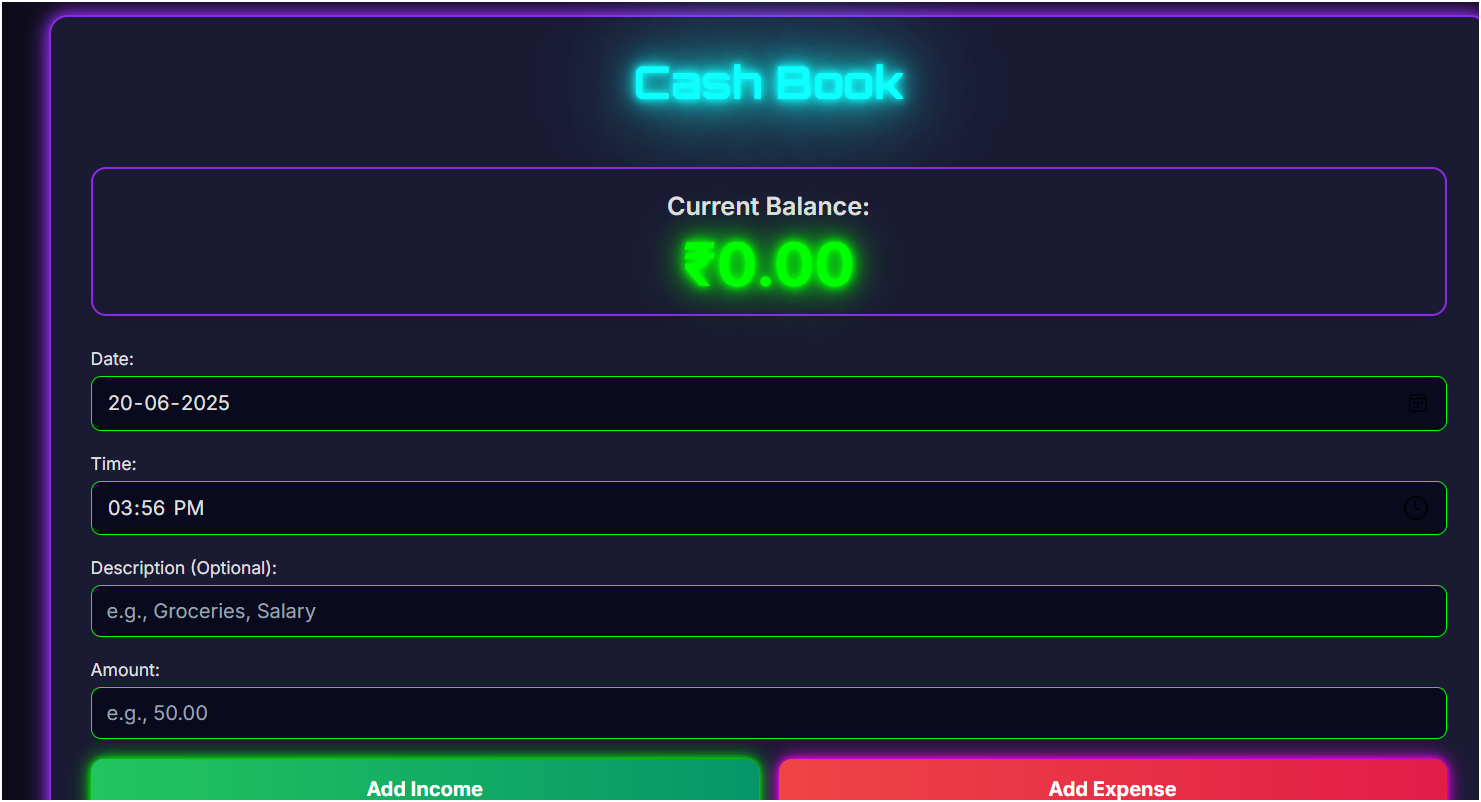 Cash Book
Current Balance:
₹0.00
Date:
20-06-2025
Time:
03:56 PM
Description (Optional):
e.g., Groceries, Salary
Amount:
e.g., 50.00
Add Income
Add Expense